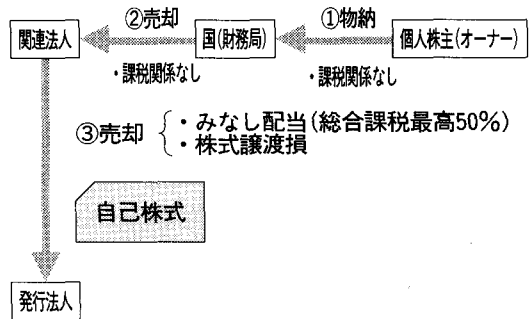 ②売却
①物納
関連法人
国(財務局)
個人株主(オーナー)
・課税関係なし
・課税関係なし
③売却
・みなし配当(総合課税最高50%)
・株式譲渡損
自己株式
発行法人